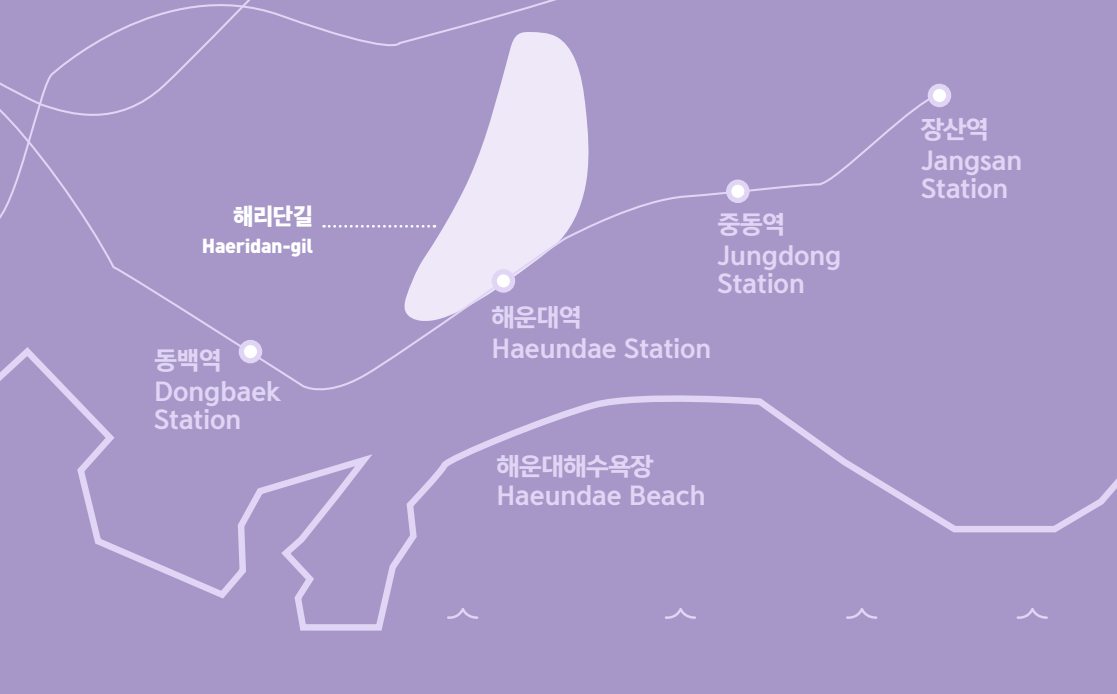 장산역
Jangsan
Station
해리단길
Haeridan-gil
중동역
Jungdong
Station
해운대역
Haeundae Station
동백역
Dongbaek
Station
해운대해수욕장
Haeundae Beach